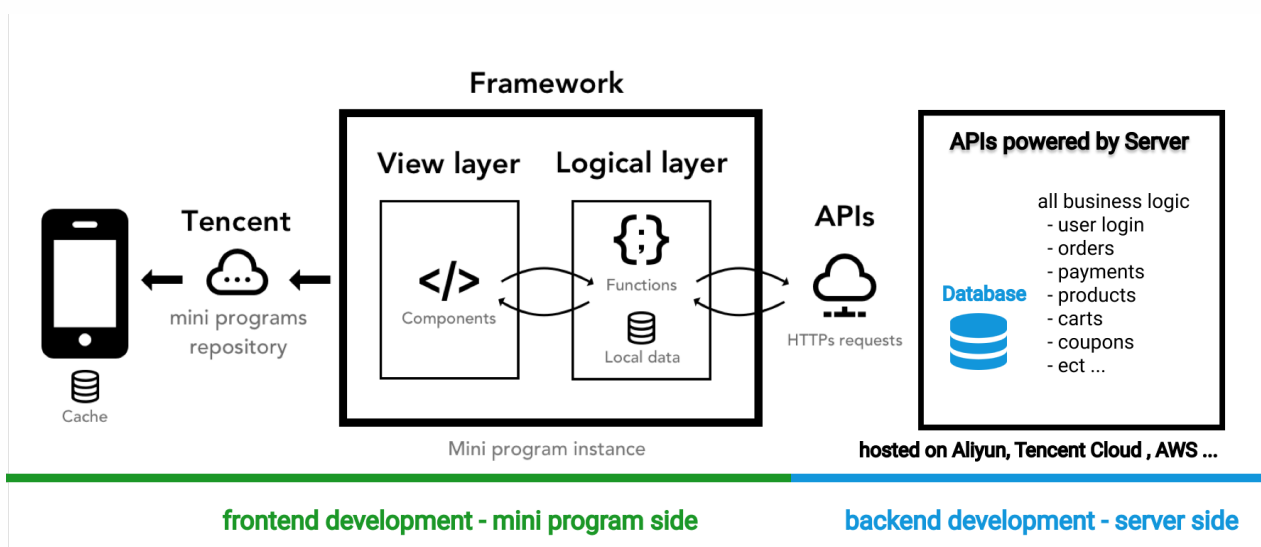 Framework
View layer
Logical layer
Tencent
mini programs
repository
Cache
</>
Components
{;}
Functions
Local data
Mini program instance
APIs
HTTPs requests
APIs powered by Server
all business logic
- user login
- orders
- payments
- products
- carts
- coupons
- ect ...
Database
hosted on Aliyun, Tencent Cloud , AWS ...
frontend development - mini program side
backend development - server side